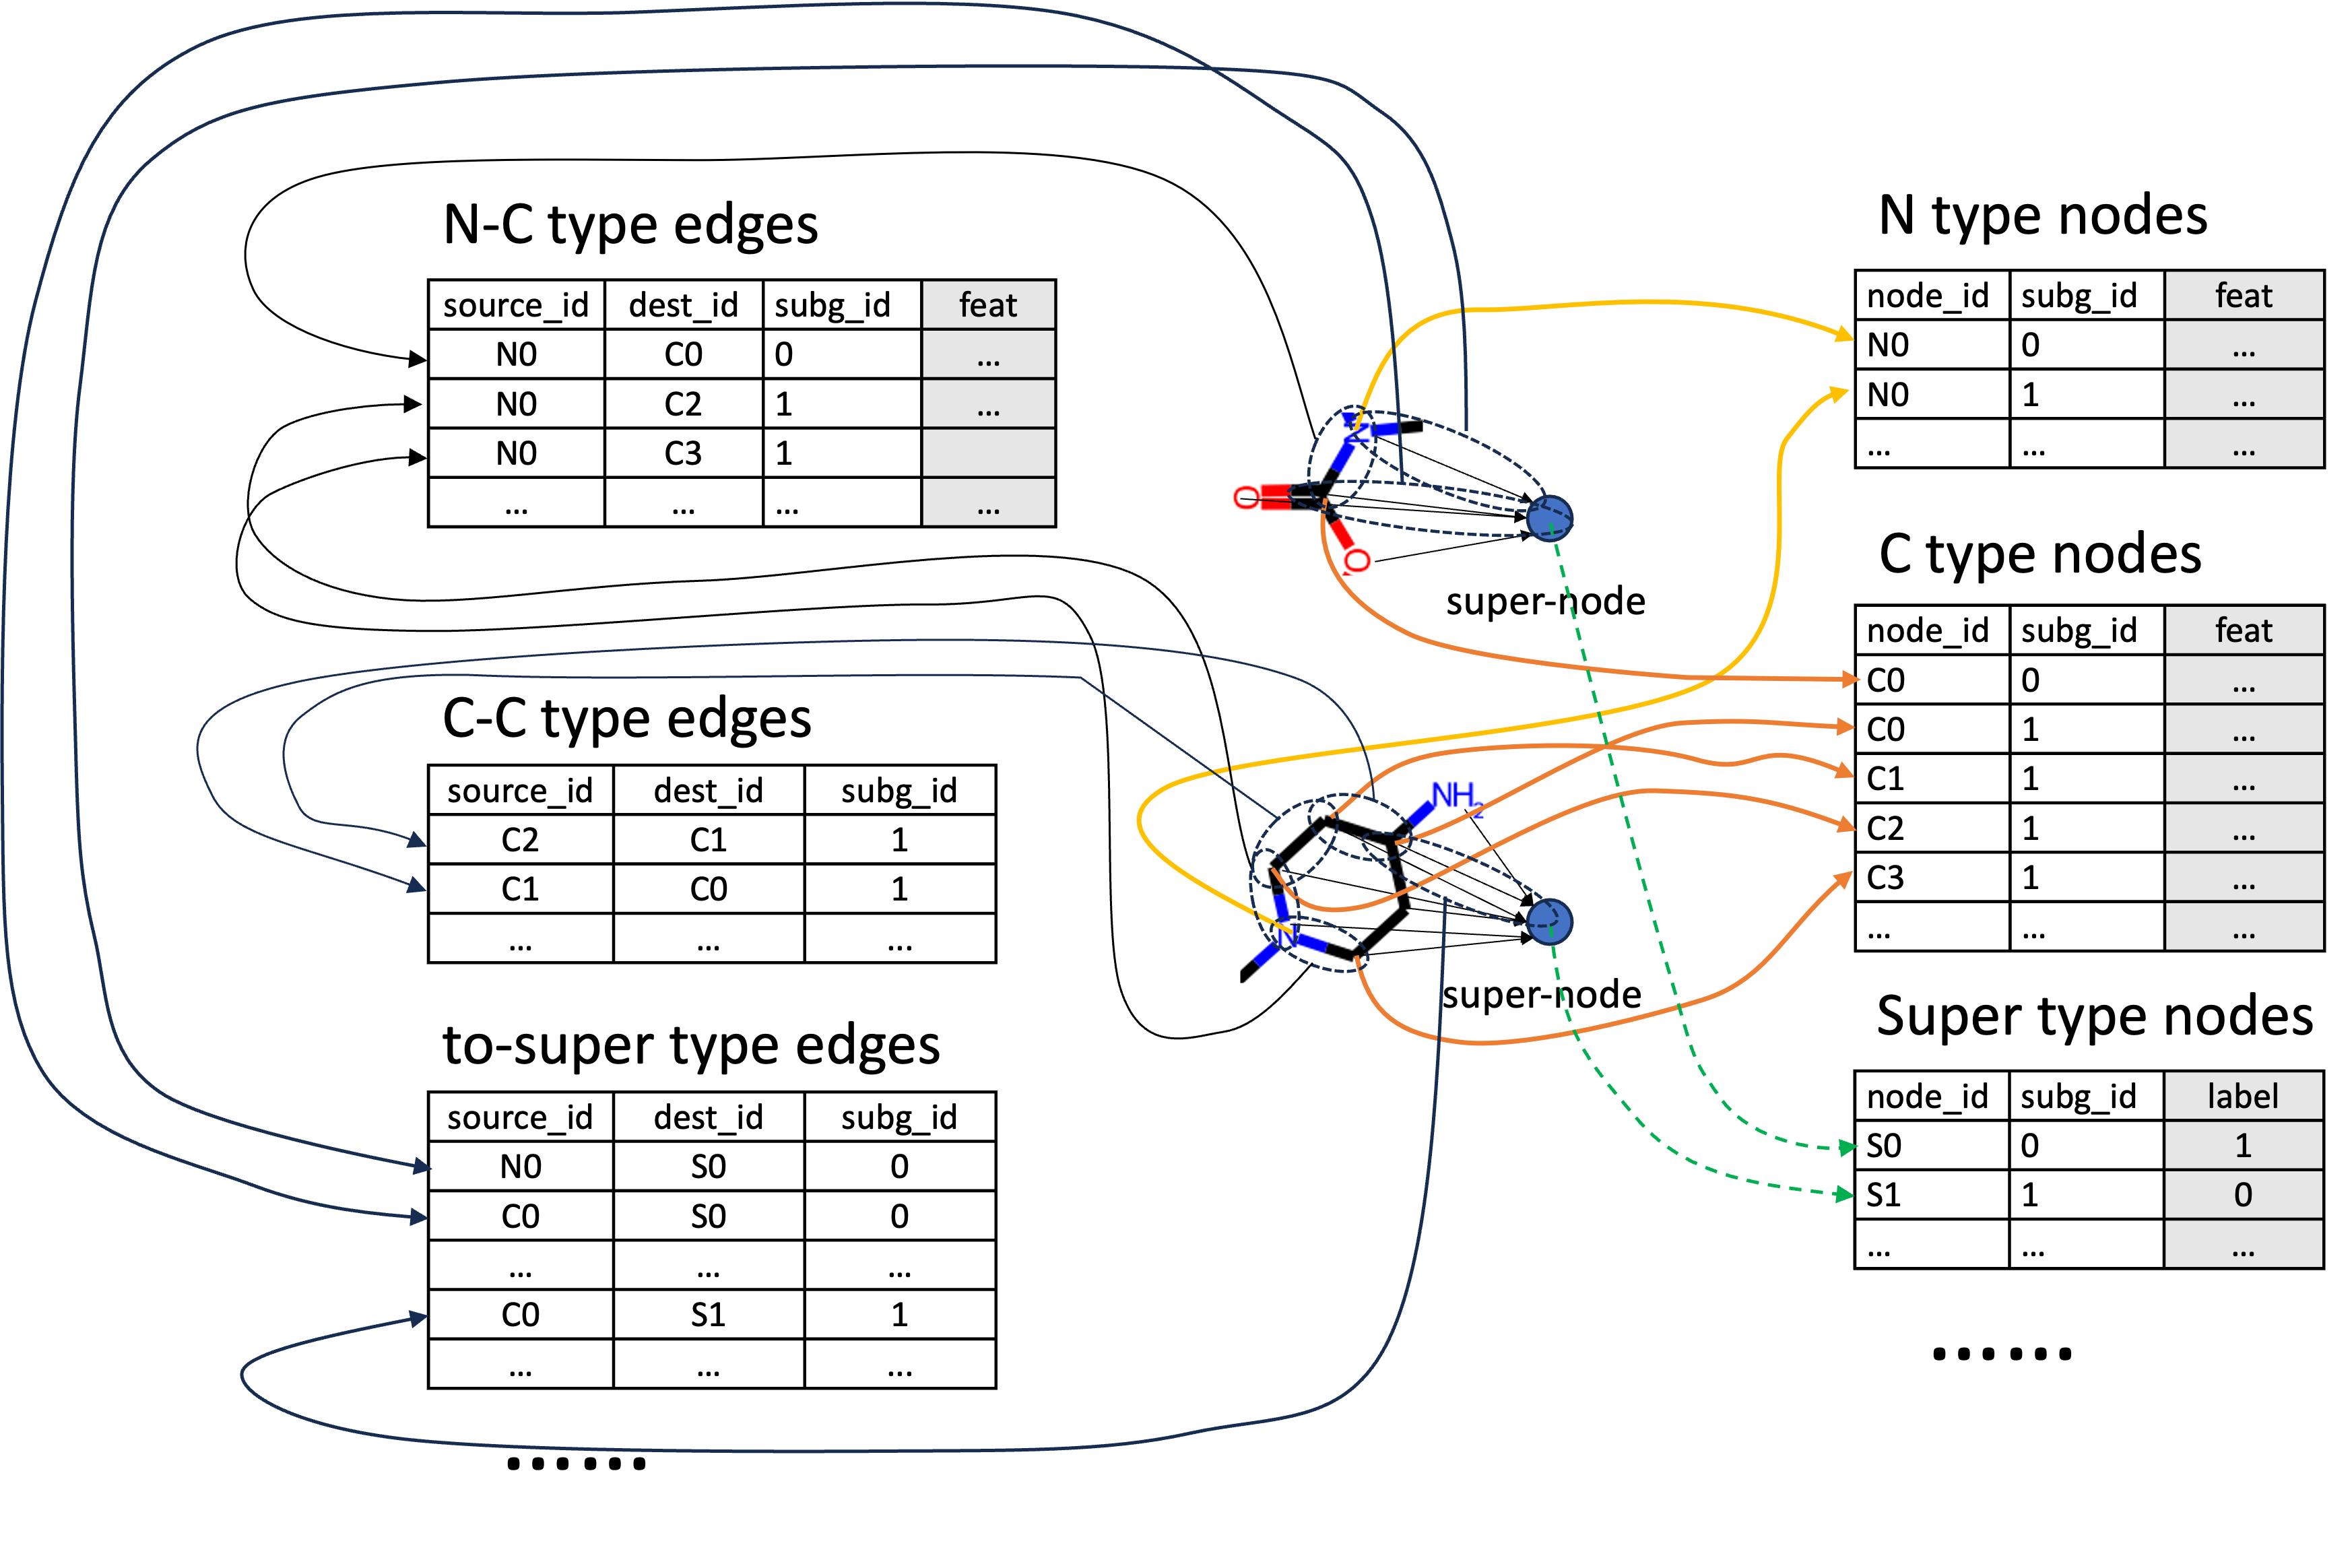 N-C type edges
source_id dest_id subg_id feat
N0 C0 0 ...
N0 C2 1 ...
N0 C3 1
... ... ... ...
C-C type edges
source_id dest_id subg_id
C2 C1 1
C1 C0 1
... ... ...
to-super type edges
source_id dest_id subg_id
N0 S0 0
C0 S0 0
... ... ...
C0 S1 1
... ... ...
......
N
O
O
super-node
NH2
N
super-node
N type nodes
node_id subg_id feat
N0 0 ...
N0 1 ...
... ... ...
C type nodes
node_id subg_id feat
C0 0 ...
C0 1 ...
C1 1 ...
C2 1 ...
C3 1 ...
... ... ...
Super type nodes
node_id subg_id label
S0 0 1
S1 1 0
... ... ...
......